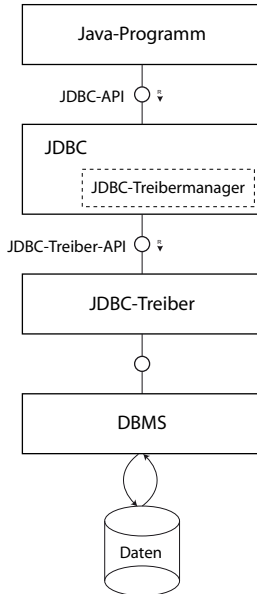 Java-Programm
JDBC-API
R
JDBC
JDBC-Treibermanager
JDBC-Treiber-API
R
JDBC-Treiber
DBMS
Daten